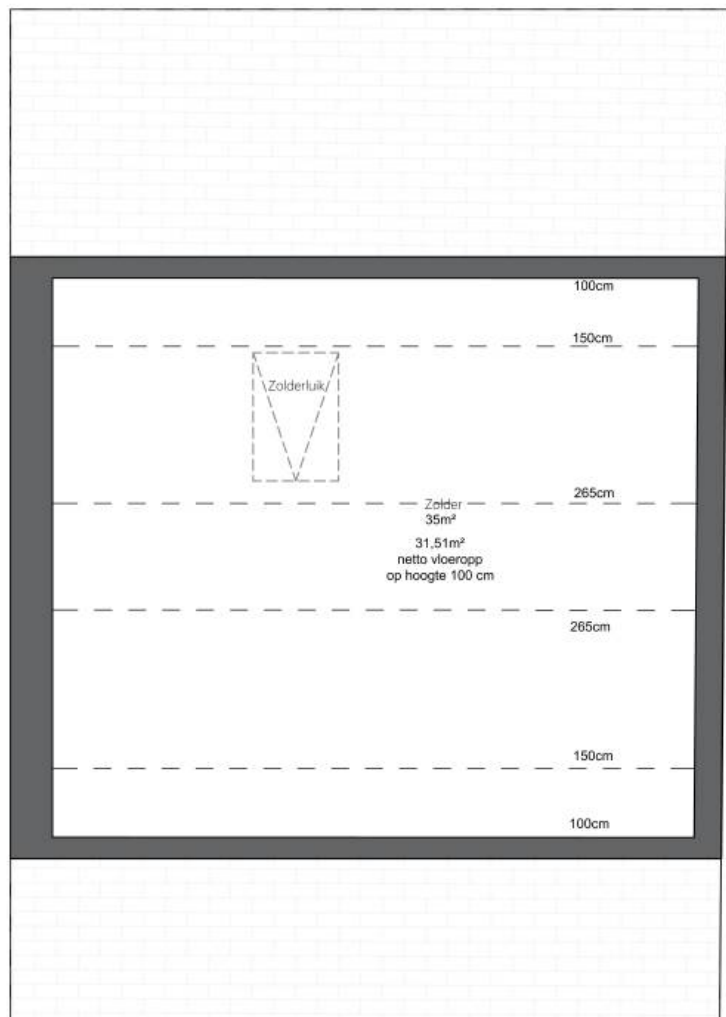 100cm
150cm
Zolderluik
265cm
Zolder
35m²
31,51m²
netto vloeropp
op hoogte 100 cm
265cm
150cm
100cm